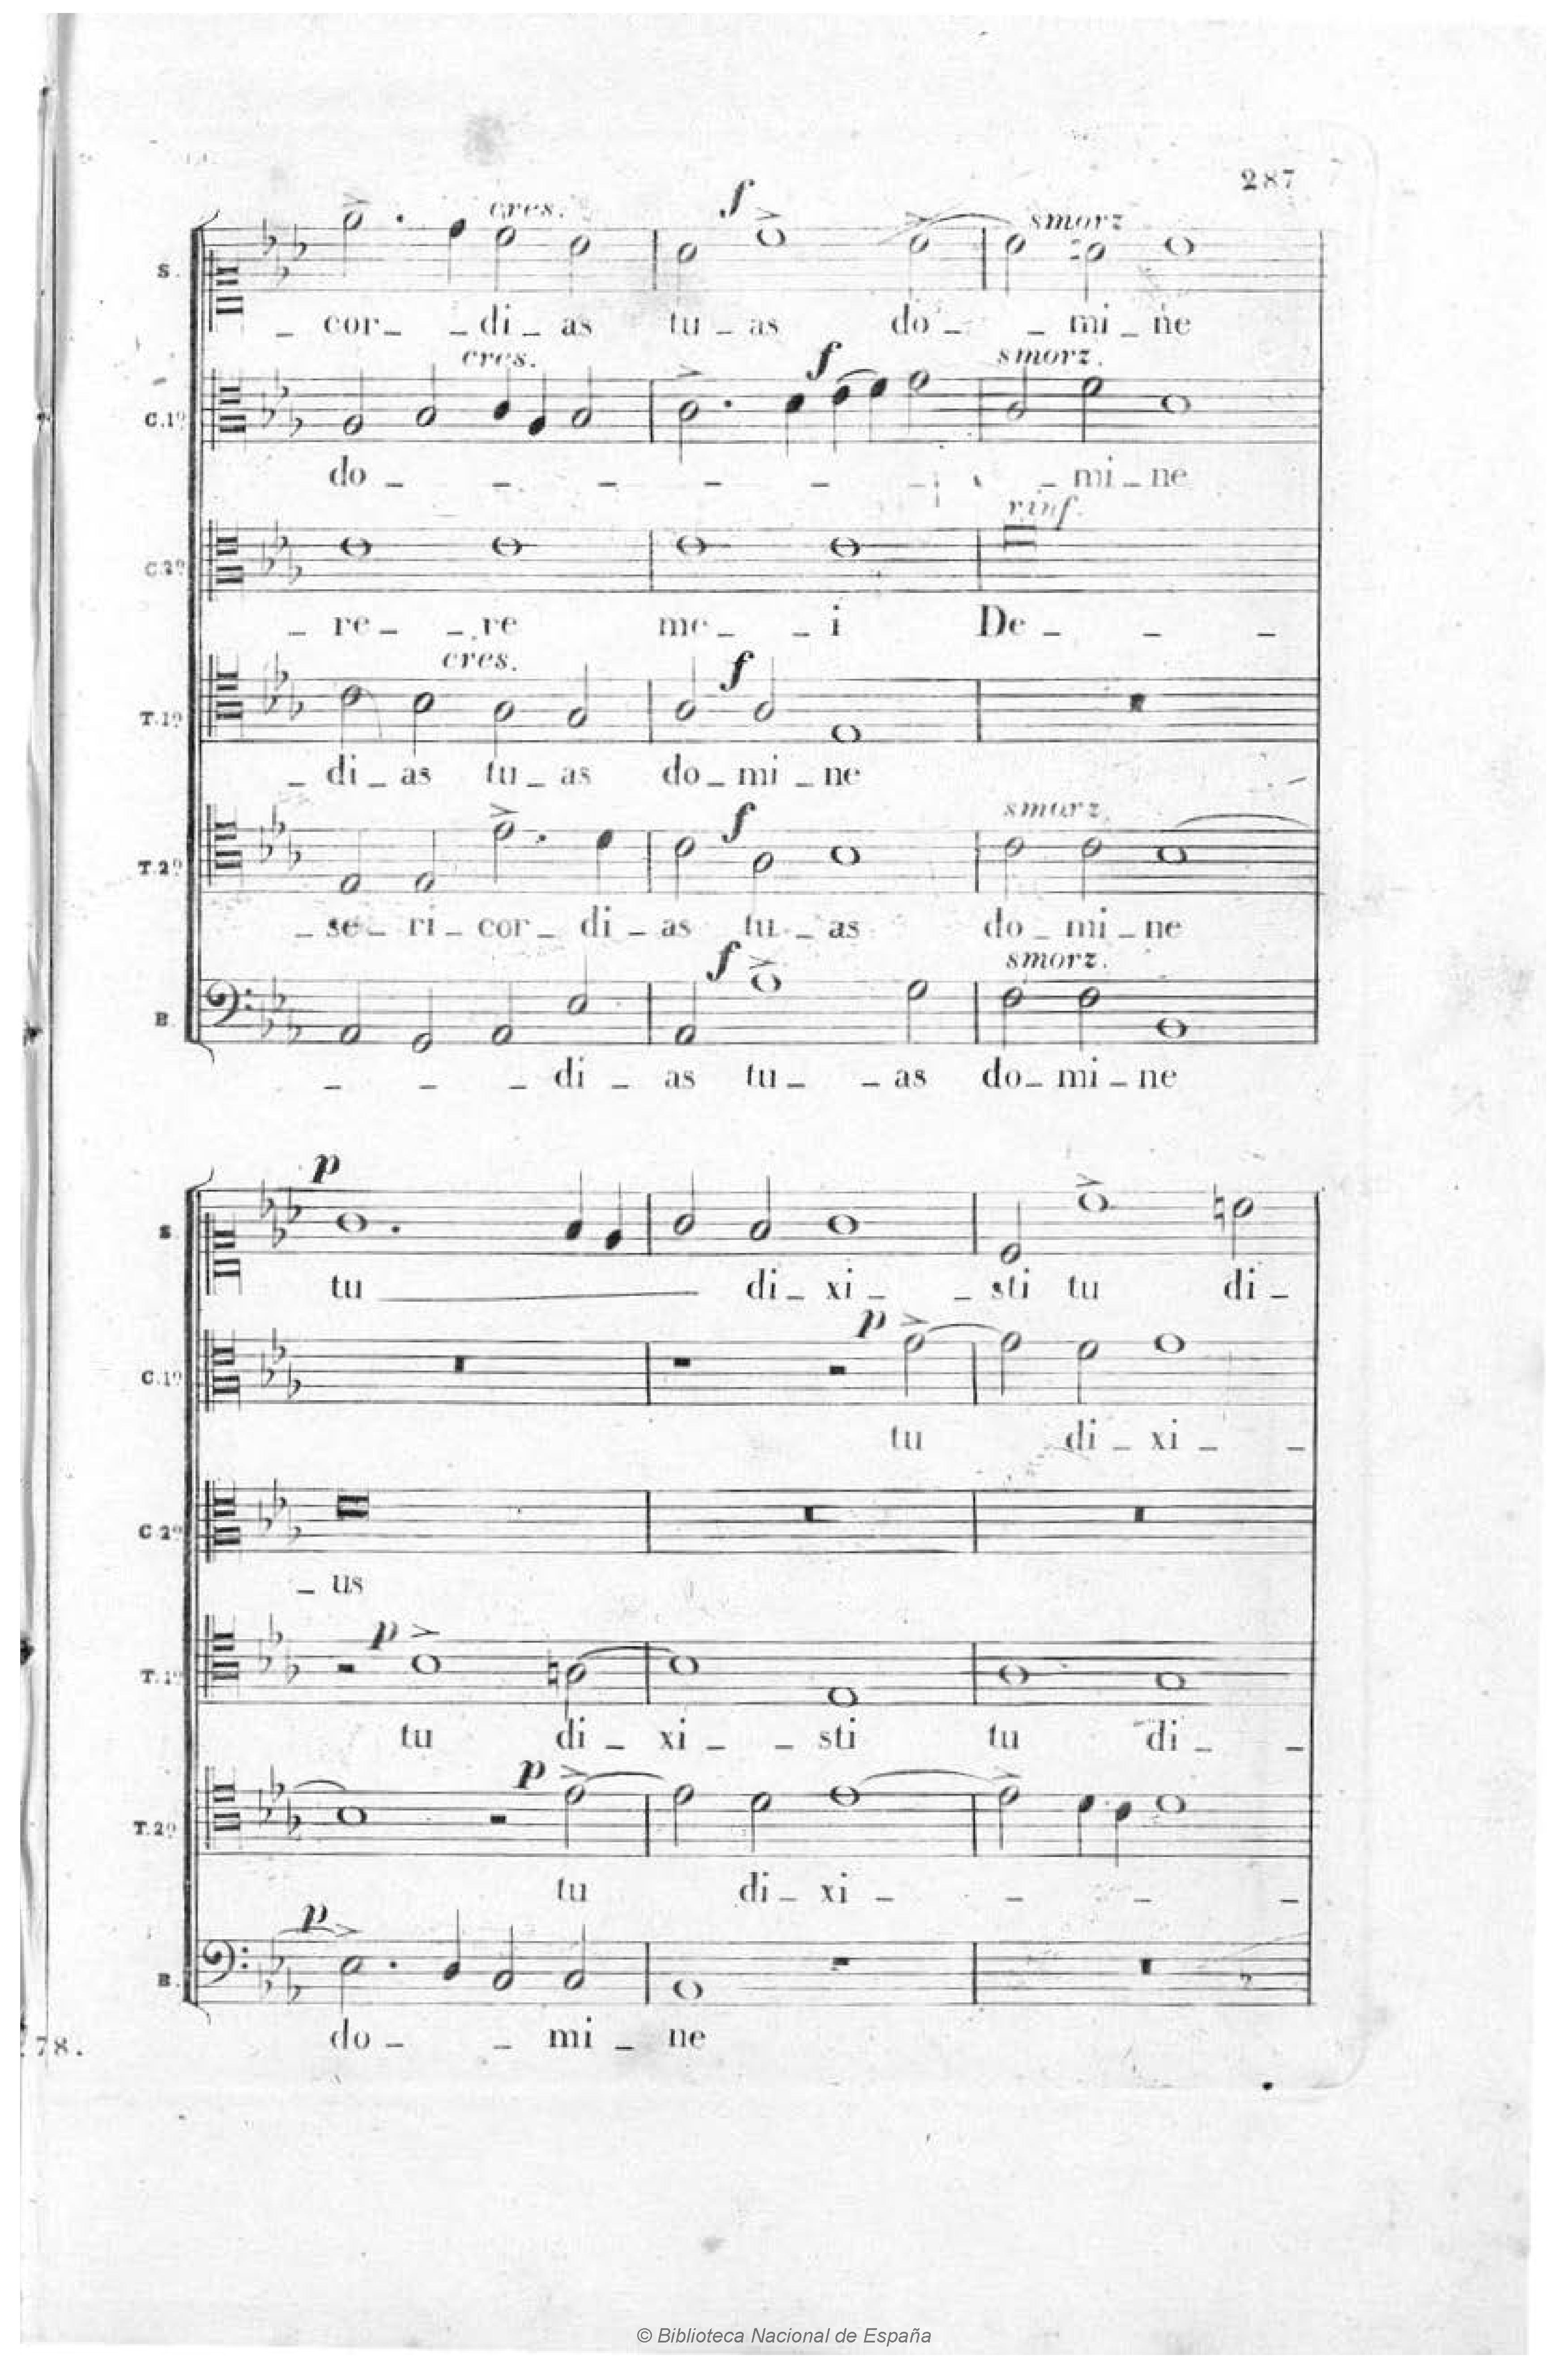 287
cres. f smorz
S.
_ cor_ _di_as tu_as do_ _mi_ne
cres. f smorz.
C.1º
do_ _ _ _ _ _ _mi_ne
rinf.
C.2º
_re_ _re me_ _i De_ _ _
cres. f
T.1º
_di_as tu_as do_mi_ne
f smorz.
T.2º
_se_ri_cor_di_as tu_as do_mi_ne
f smorz.
B.
_ _ _di_as tu_ _as do_mi_ne
p
S
tu di_xi_ _sti tu di_
p
C.1º
tu di_xi_ _
C.2º
_us
p
T.1º
tu di_xi_ _sti tu di_ _
p
T.2º
tu di_xi_ _ _ _
p
B.
do_ _mi_ne
78.
© Biblioteca Nacional de España